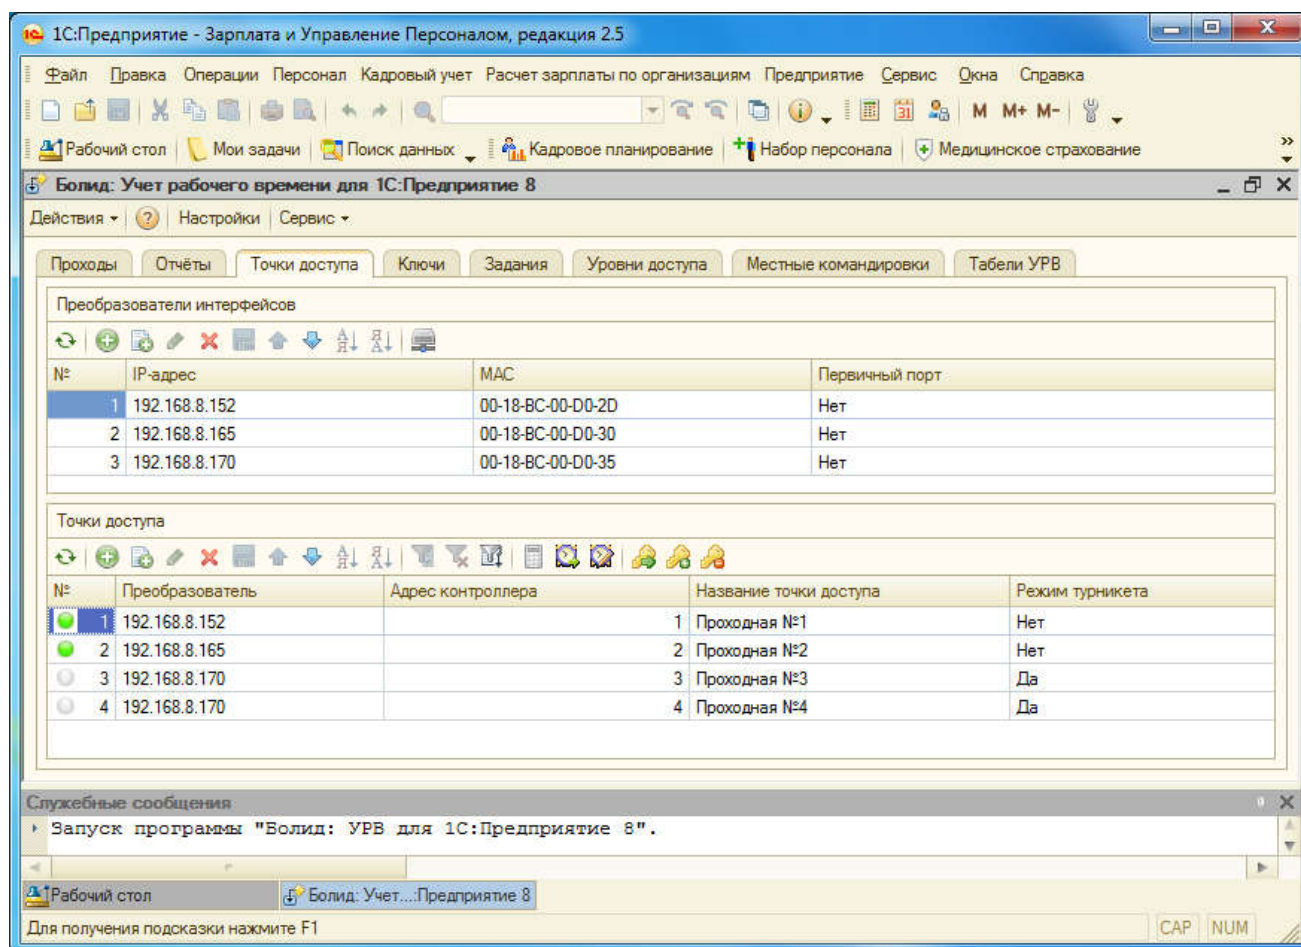 1С:Предприятие - Зарплата и Управление Персоналом, редакция 2.5
Файл Правка Операции Персонал Кадровый учет Расчет зарплаты по организациям Предприятие Сервис Окна Справка
M M+ M-
Рабочий стол Мои задачи Поиск данных Кадровое планирование Набор персонала Медицинское страхование
Болид: Учет рабочего времени для 1С:Предприятие 8
Действия Настройки Сервис
Проходы Отчёты Точки доступа Ключи Задания Уровни доступа Местные командировки Табели УРВ
Преобразователи интерфейсов
№ IP-адрес MAC Первичный порт
1 192.168.8.152 00-18-BC-00-D0-2D Нет
2 192.168.8.165 00-18-BC-00-D0-30 Нет
3 192.168.8.170 00-18-BC-00-D0-35 Нет
Точки доступа
№ Преобразователь Адрес контроллера Название точки доступа Режим турникета
1 192.168.8.152 1 Проходная №1 Нет
2 192.168.8.165 2 Проходная №2 Нет
3 192.168.8.170 3 Проходная №3 Да
4 192.168.8.170 4 Проходная №4 Да
Служебные сообщения
Запуск программы "Болид: УРВ для 1С:Предприятие 8".
Рабочий стол Болид: Учет...:Предприятие 8
Для получения подсказки нажмите F1 CAP NUM